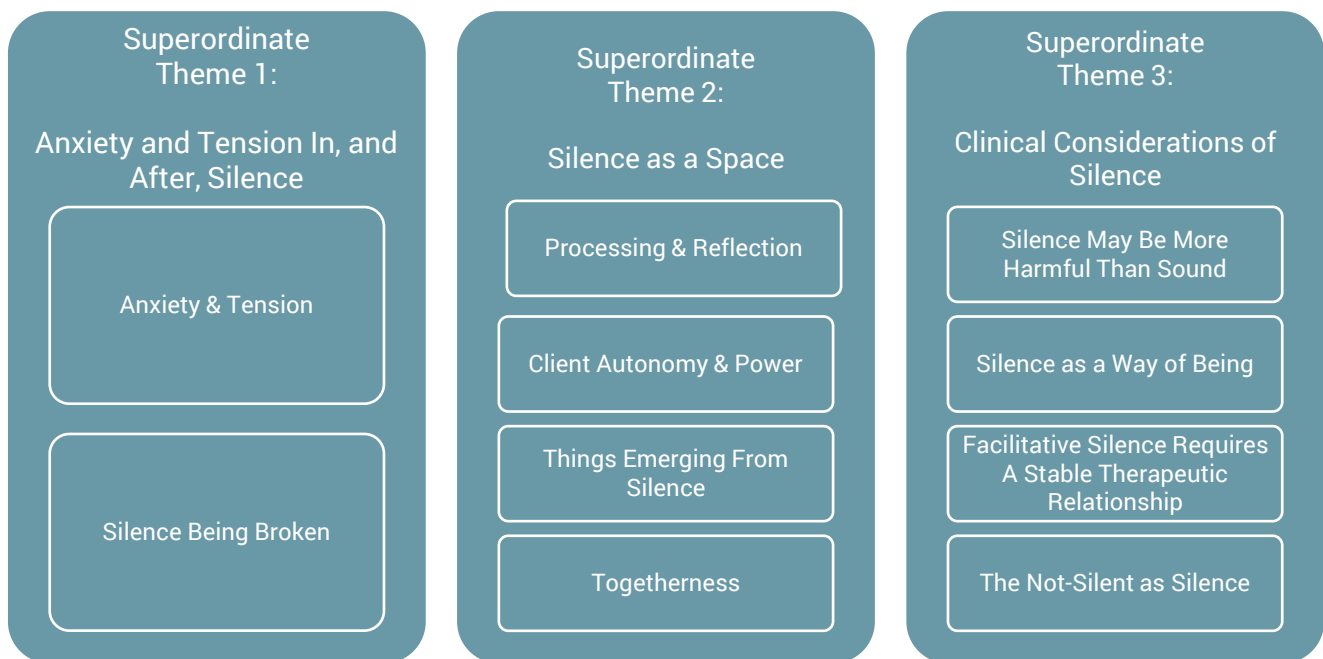 Superordinate
Theme 1:
Anxiety and Tension In, and
After, Silence
Anxiety & Tension
Silence Being Broken
Superordinate
Theme 2:
Silence as a Space
Processing & Reflection
Client Autonomy & Power
Things Emerging From
Silence
Togetherness
Superordinate
Theme 3:
Clinical Considerations of
Silence
Silence May Be More
Harmful Than Sound
Silence as a Way of Being
Facilitative Silence Requires
A Stable Therapeutic
Relationship
The Not-Silent as Silence